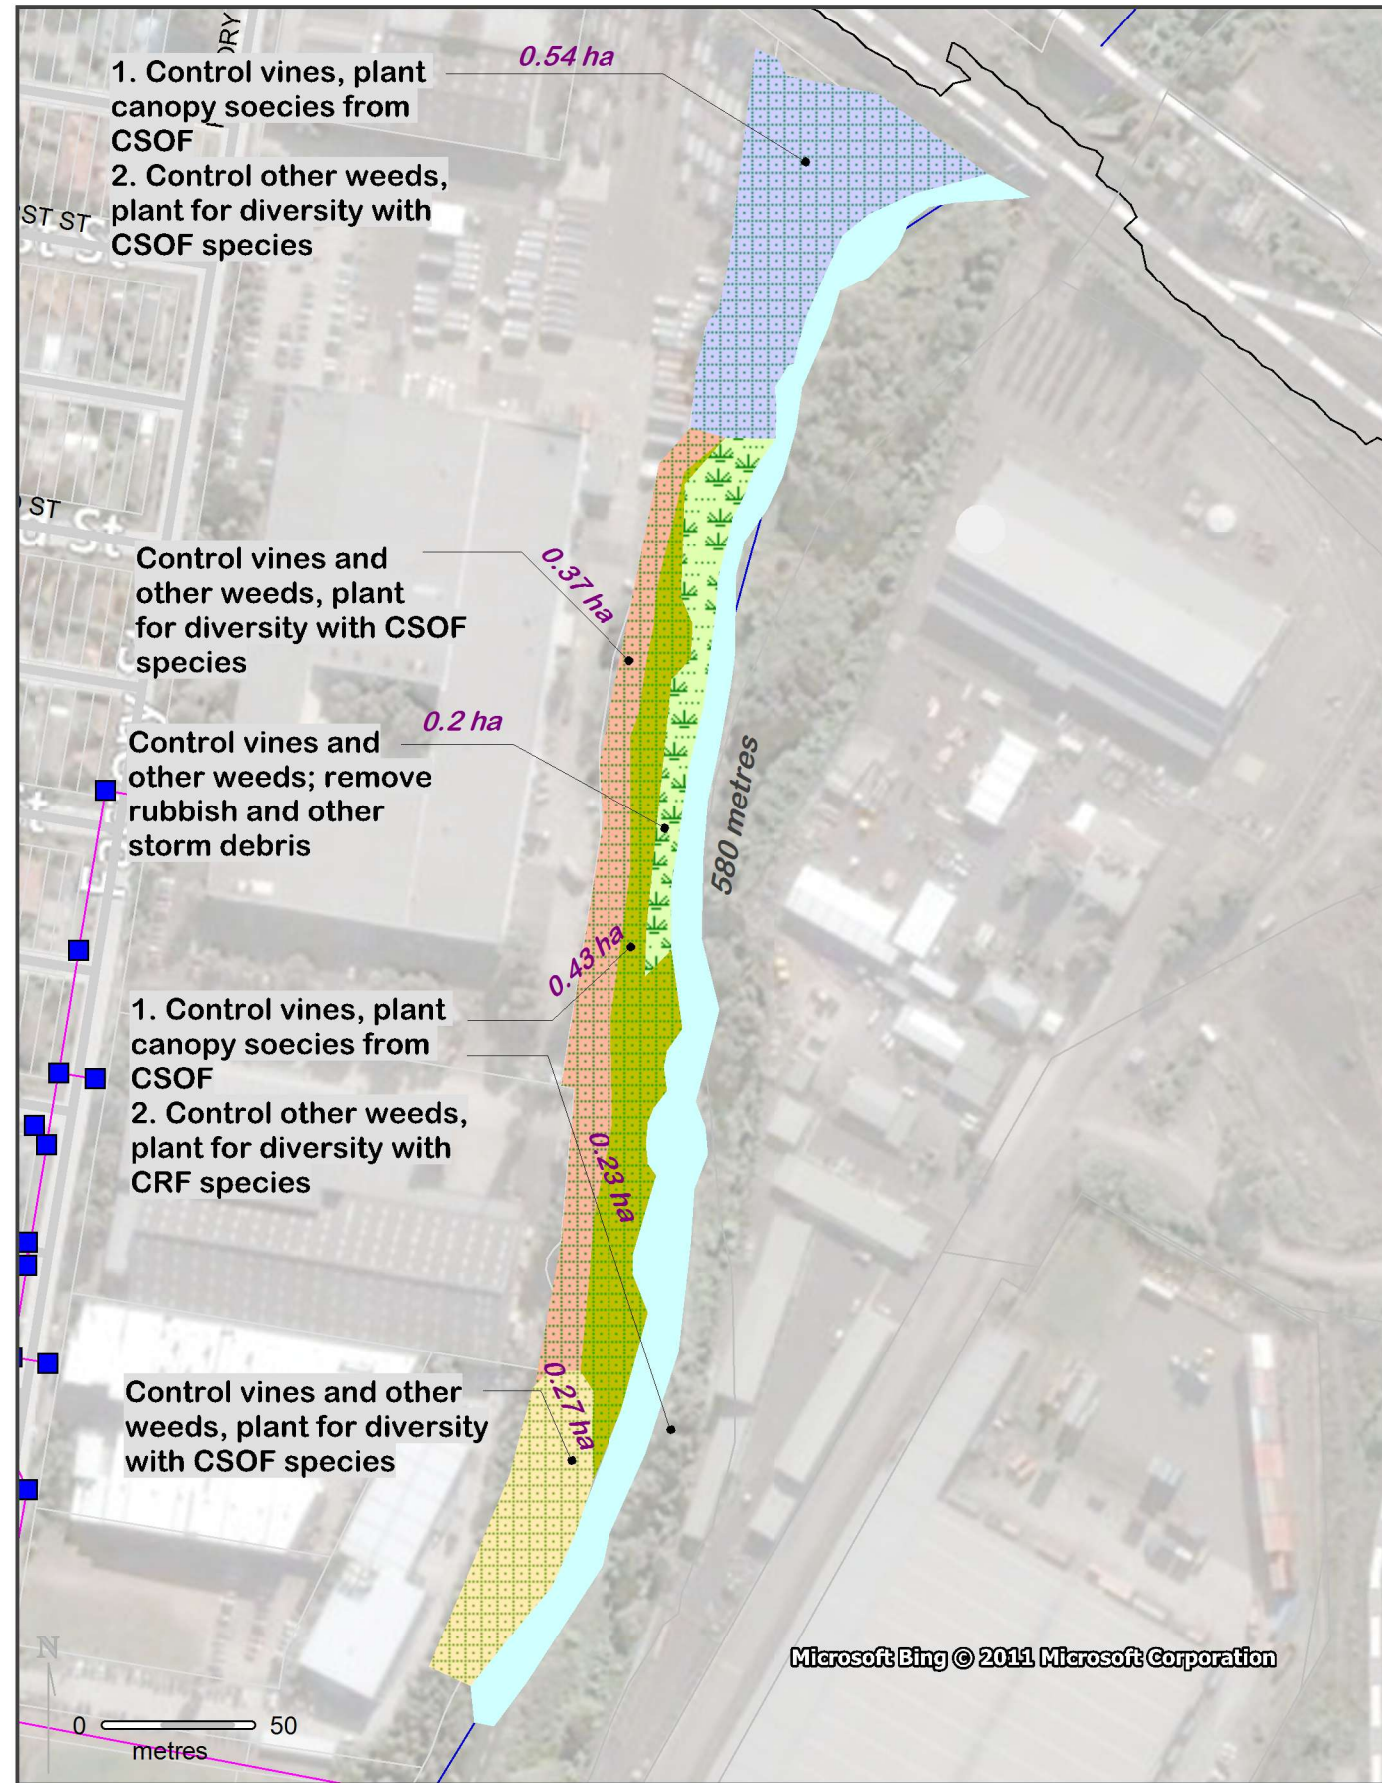 ORY
1. Control vines, plant
canopy soecies from
CSOF
2. Control other weeds,
plant for diversity with
CSOF species
0.54 ha
ST ST
ST
Control vines and
other weeds, plant
for diversity with CSOF
species
0.37 ha
Control vines and
other weeds; remove
rubbish and other
storm debris
0.2 ha
580 metres
0.43 ha
1. Control vines, plant
canopy soecies from
CSOF
2. Control other weeds,
plant for diversity with
CRF species
0.23 ha
Control vines and other
weeds, plant for diversity
with CSOF species
0.27 ha
N
0 50
metres
Microsoft Bing © 2011 Microsoft Corporation